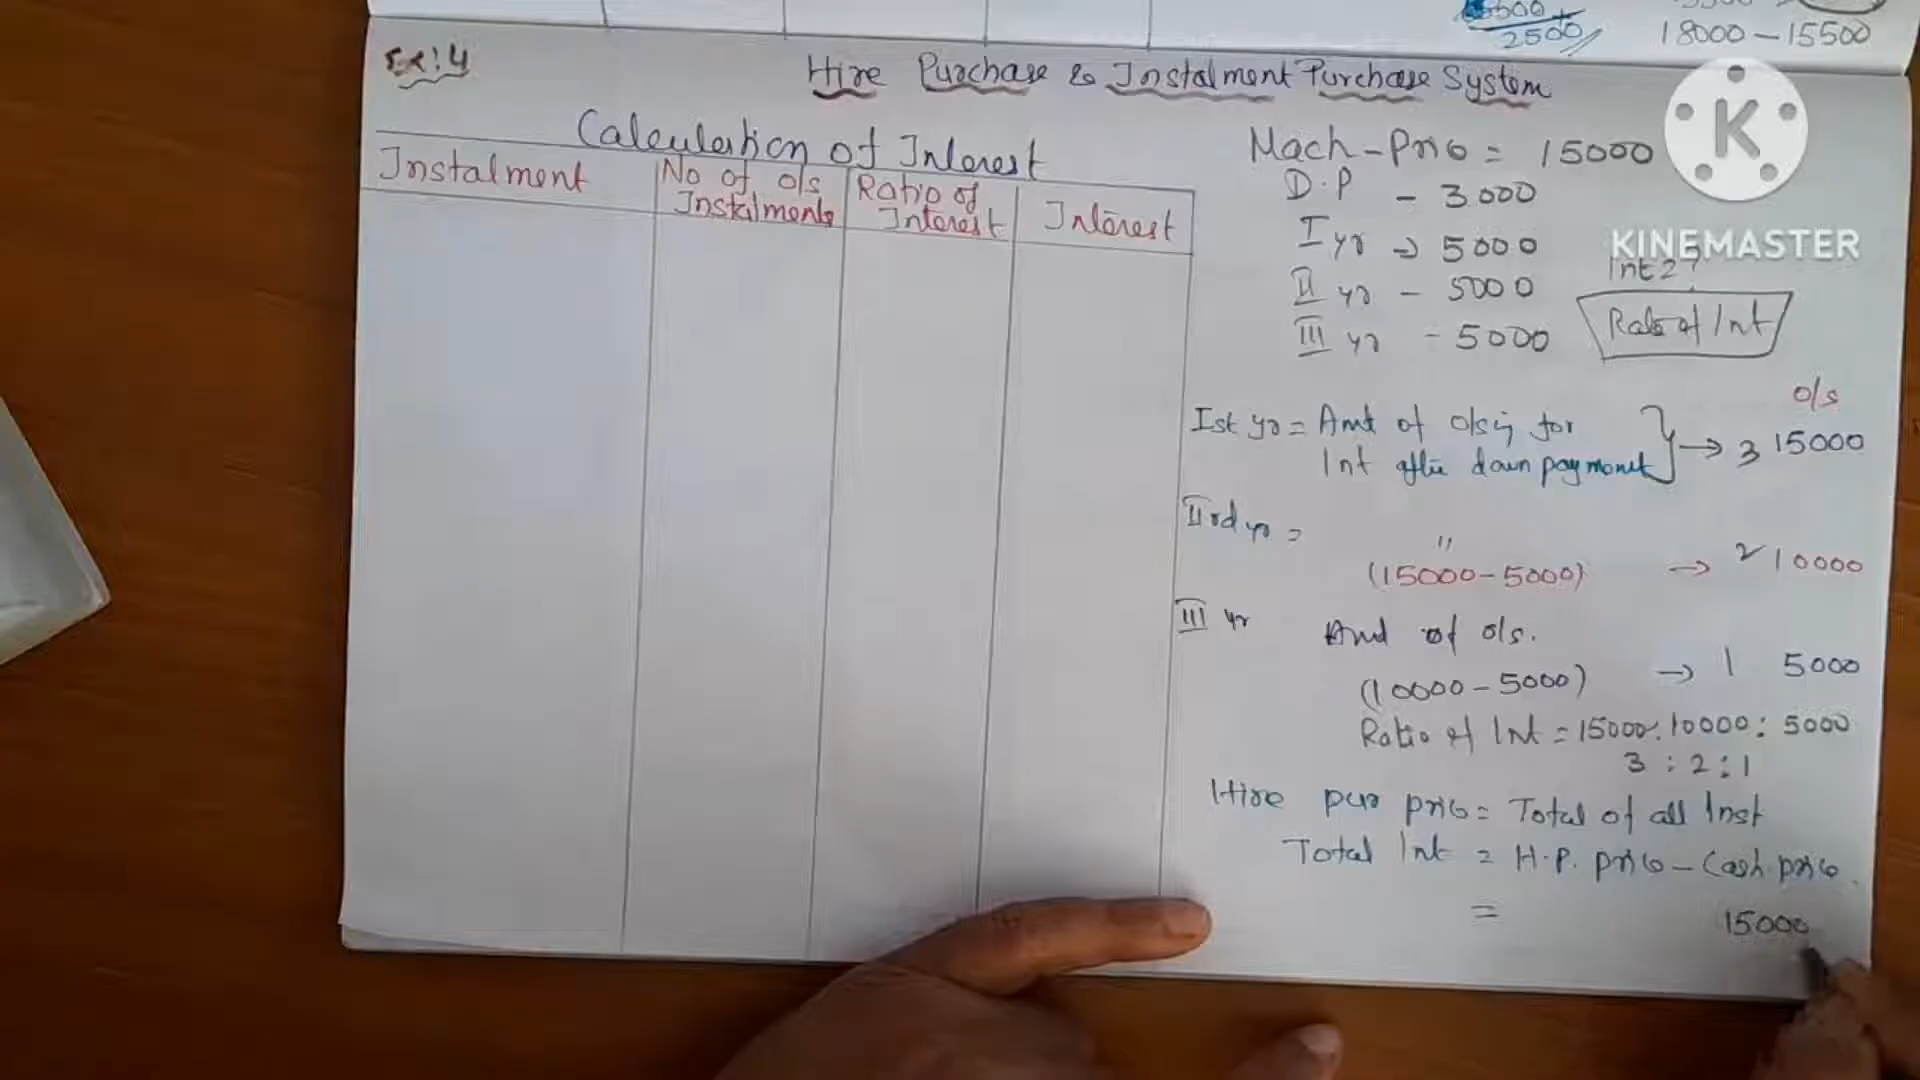 500
2500
18000-15500
Ex:4
Hire Purchase & Instalment Purchase System
K
KINEMASTER
Calculation of Interest
Instalment
No of o/s Instalments
Ratio of Interest
Interest
Mach-Price = 15000
D.P - 3000
I yr → 5000
II yr - 5000
III yr - 5000
Int = ?
Rate of Int
o/s
Ist yr = Amt of o/sig for
Int after down payment → 3 15000
II rd yr =
"
(15000-5000) → 2 10000
III yr Amt of o/s.
(10000-5000) → 1 5000
Ratio of Int = 15000:10000:5000
3:2:1
Hire pur price = Total of all Inst
Total Int = H.P. price - Cash price.
= 15000